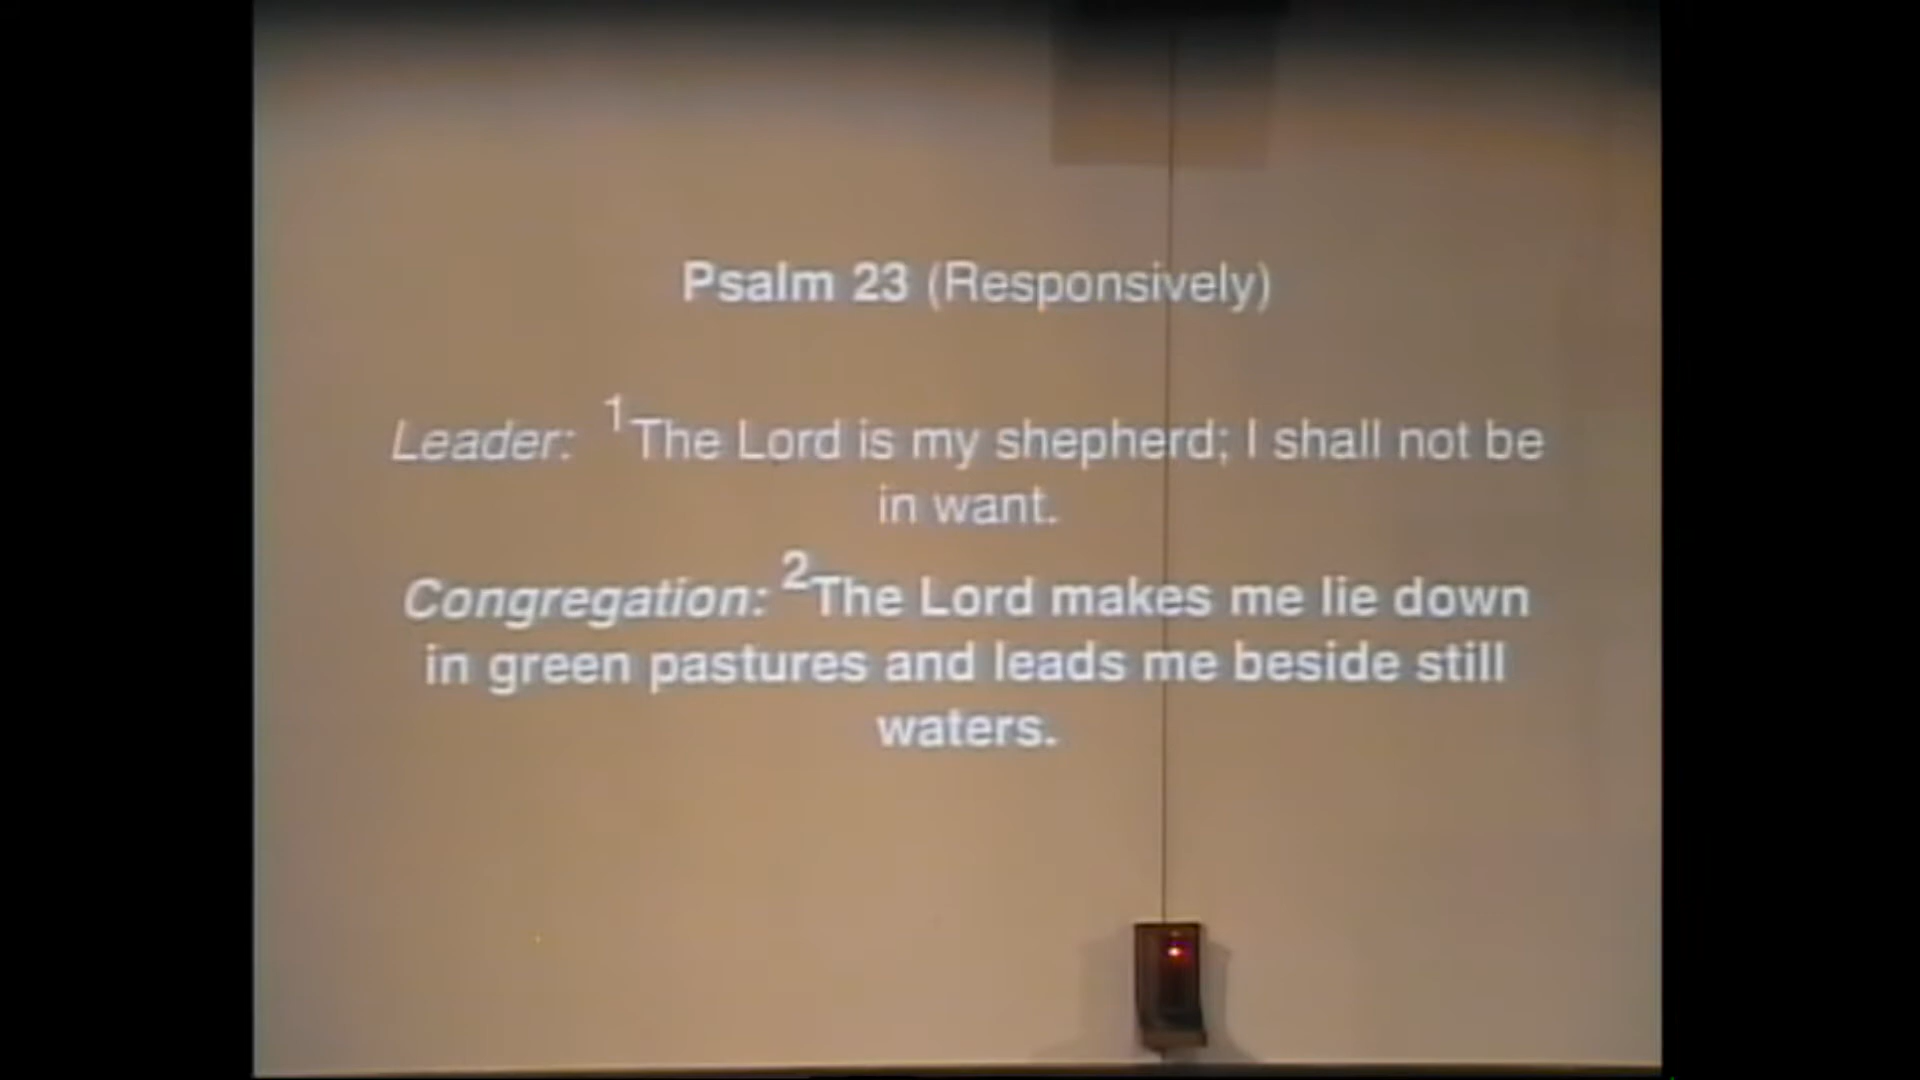 Psalm 23 (Responsively)
Leader: 1The Lord is my shepherd; I shall not be
in want.
Congregation: 2The Lord makes me lie down
in green pastures and leads me beside still
waters.